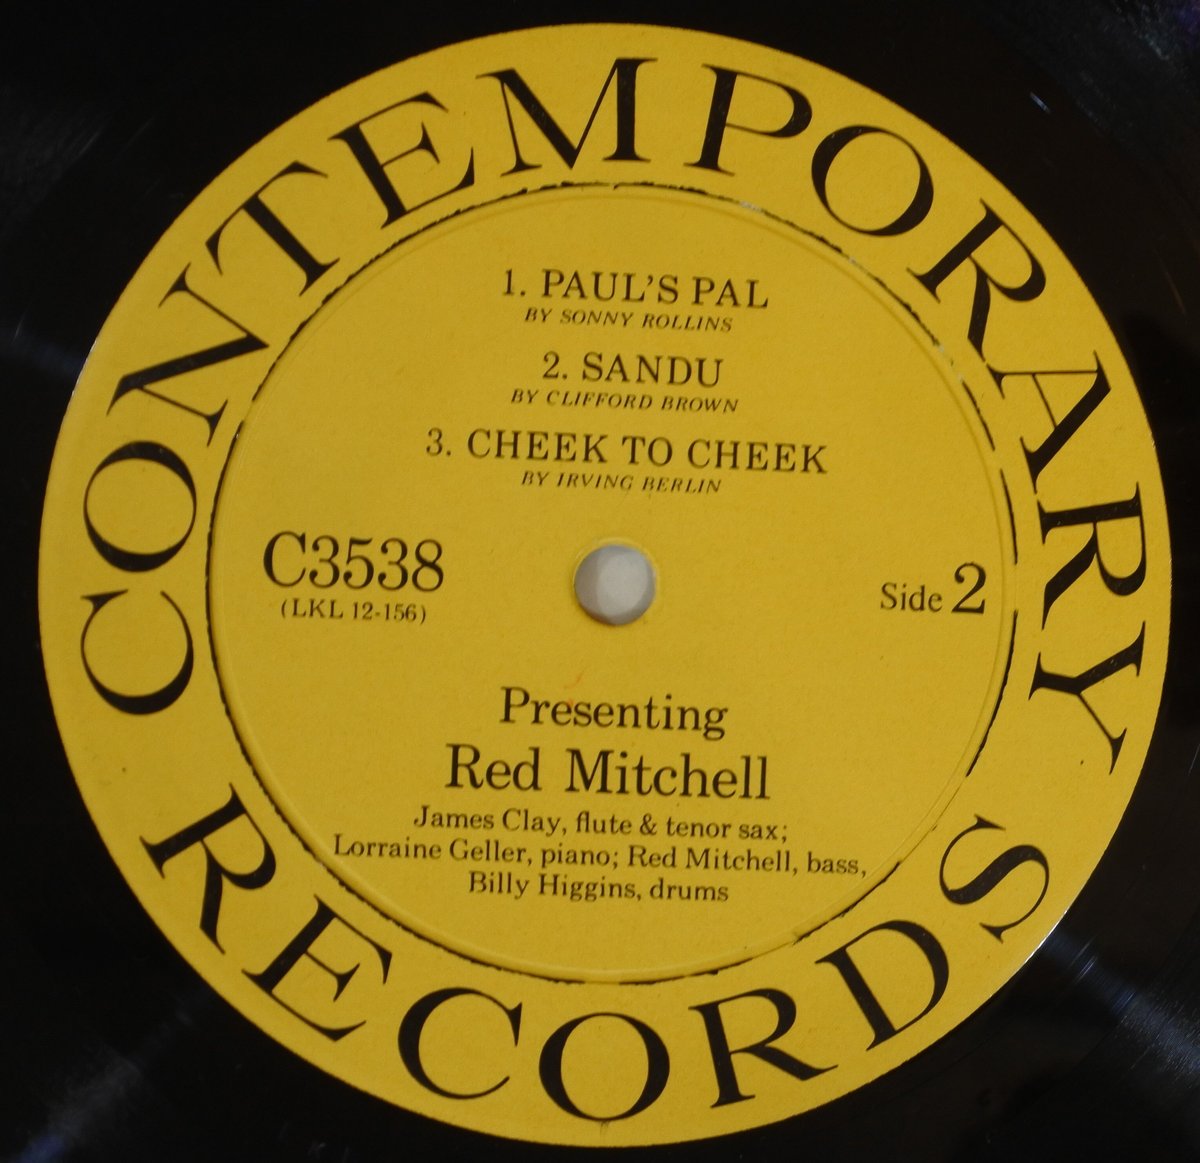 CONTEMPORARY RECORDS
1. PAUL'S PAL
BY SONNY ROLLINS
2. SANDU
BY CLIFFORD BROWN
3. CHEEK TO CHEEK
BY IRVING BERLIN
C3538
(LKL 12-156)
Side 2
Presenting
Red Mitchell
James Clay, flute & tenor sax;
Lorraine Geller, piano; Red Mitchell, bass,
Billy Higgins, drums